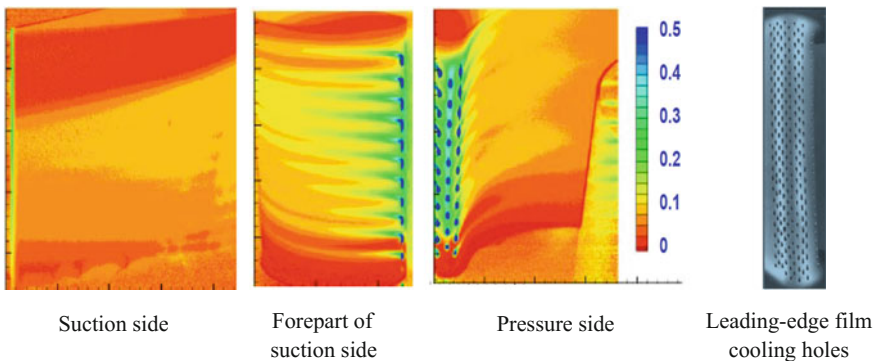 0.5
0.4
0.3
0.2
0.1
0
Suction side
Forepart of
suction side
Pressure side
Leading-edge film
cooling holes